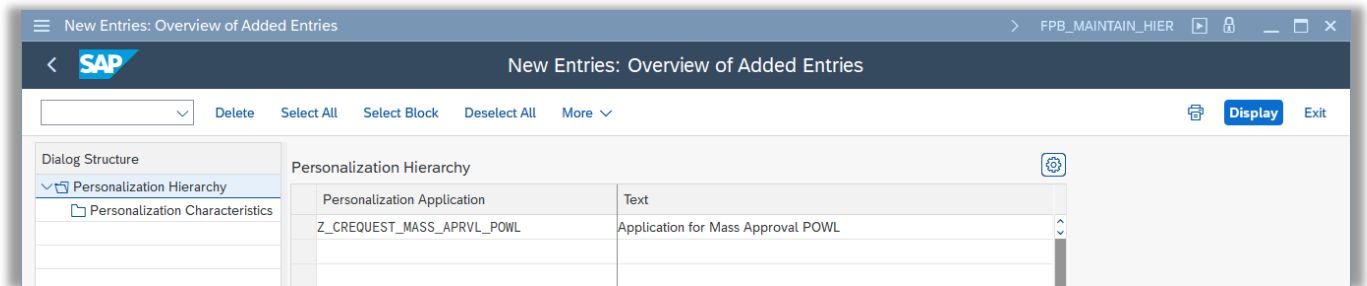 New Entries: Overview of Added Entries
FPB_MAINTAIN_HIER
SAP
New Entries: Overview of Added Entries
Delete Select All Select Block Deselect All More
Display Exit
Dialog Structure
Personalization Hierarchy
Personalization Characteristics
Personalization Hierarchy
Personalization Application Text
Z_CREQUEST_MASS_APRVL_POWL Application for Mass Approval POWL